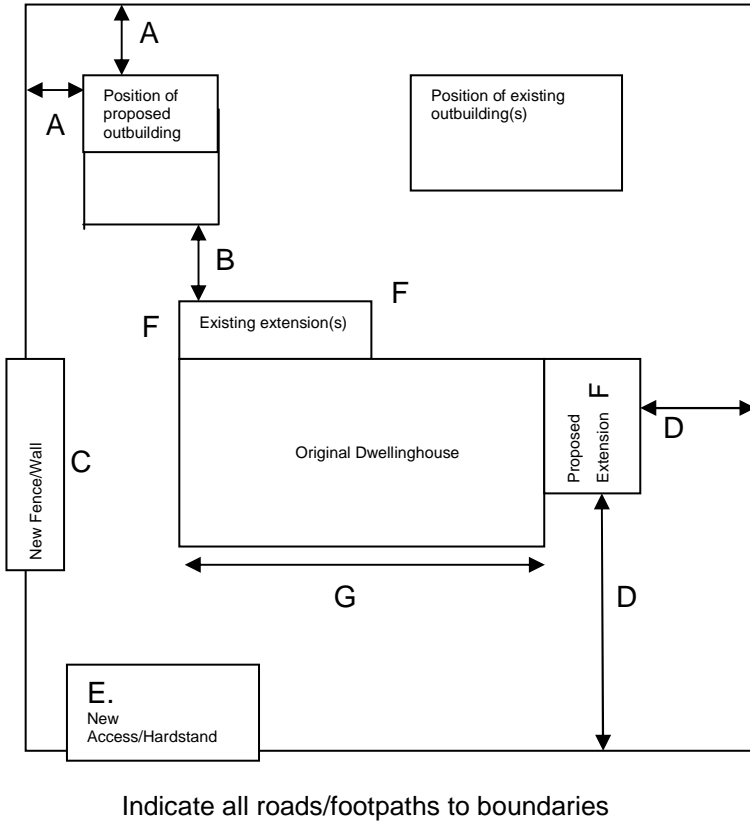 A
A
Position of
proposed
outbuilding
Position of existing
outbuilding(s)
B
F
F
Existing extension(s)
New Fence/Wall
C
Original Dwellinghouse
Proposed
Extension F
D
G
D
E.
New
Access/Hardstand
Indicate all roads/footpaths to boundaries